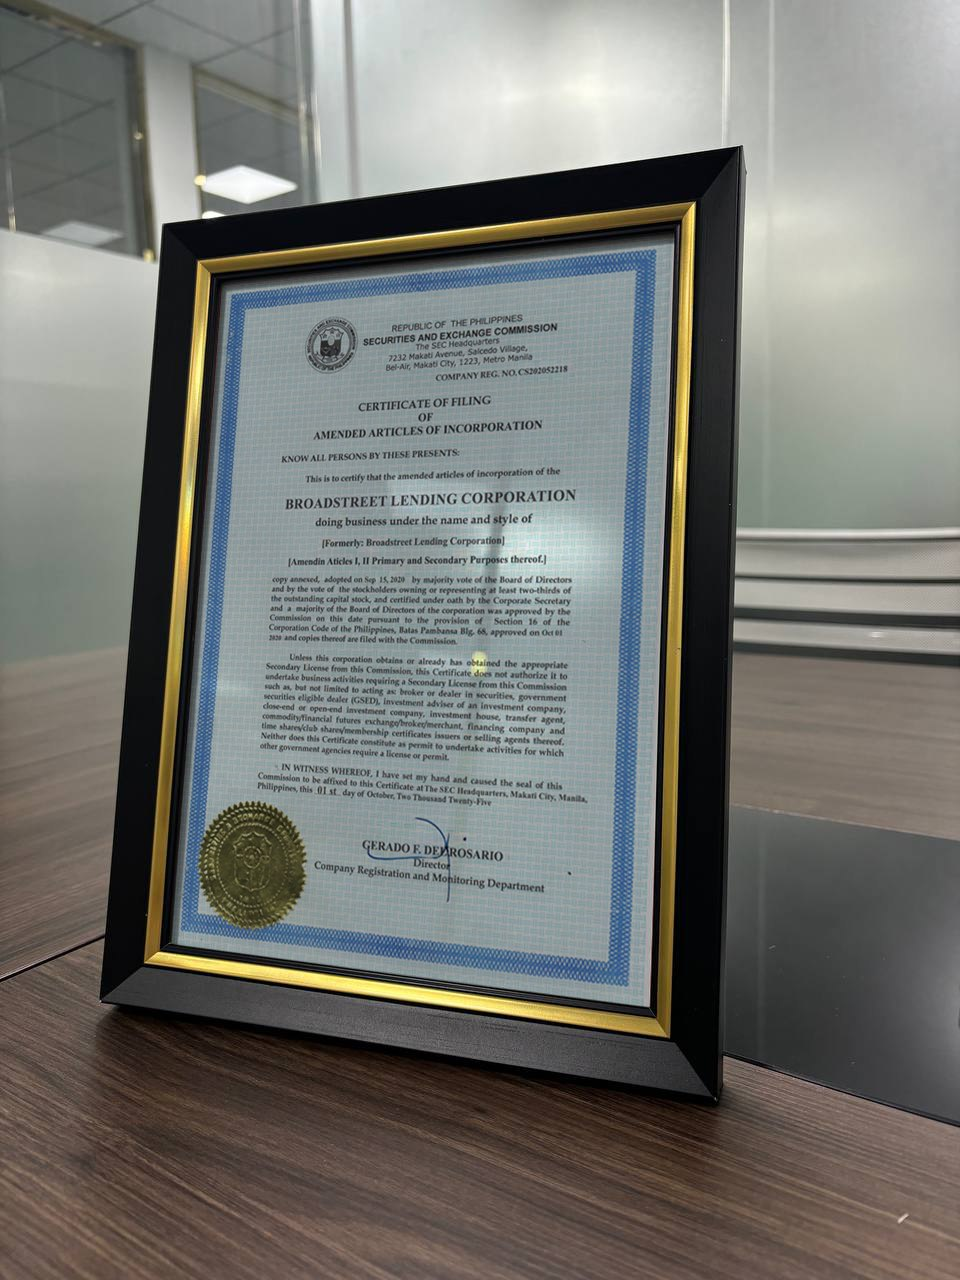 REPUBLIC OF THE PHILIPPINES
SECURITIES AND EXCHANGE COMMISSION
The SEC Headquarters
7232 Makati Avenue, Salcedo Village,
Bel-Air, Makati City, 1223, Metro Manila
COMPANY REG. NO. CS202052218
CERTIFICATE OF FILING
OF
AMENDED ARTICLES OF INCORPORATION
KNOW ALL PERSONS BY THESE PRESENTS:
This is to certify that the amended articles of incorporation of the
BROADSTREET LENDING CORPORATION
doing business under the name and style of
[Formerly: Broadstreet Lending Corporation]
[Amendin Aticles I, II Primary and Secondary Purposes thereof.]
copy annexed, adopted on Sep 15, 2020 by majority vote of the Board of Directors
and by the vote of the stockholders owning or representing at least two-thirds of
the outstanding capital stock, and certified under oath by the Corporate Secretary
and a majority of the Board of Directors of the corporation was approved by the
Commission on this date pursuant to the provision of Section 16 of the
Corporation Code of the Philippines, Batas Pambansa Blg. 68, approved on Oct 01
2020 and copies thereof are filed with the Commission.
Unless this corporation obtains or already has obtained the appropriate
Secondary License from this Commission, this Certificate does not authorize it to
undertake business activities requiring a Secondary License from this Commission
such as, but not limited to acting as: broker or dealer in securities, government
securities eligible dealer (GSED), investment adviser of an investment company,
close-end or open-end investment company, investment house, transfer agent,
commodity/financial futures exchange/broker/merchant, financing company and
time shares/club shares/membership certificates issuers or selling agents thereof.
Neither does this Certificate constitute as permit to undertake activities for which
other government agencies require a license or permit.
IN WITNESS WHEREOF, I have set my hand and caused the seal of this
Commission to be affixed to this Certificate at The SEC Headquarters, Makati City, Manila,
Philippines, this 01 st day of October, Two Thousand Twenty-Five
GERADO F. DEL ROSARIO
Director
Company Registration and Monitoring Department